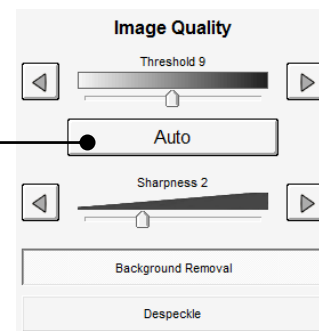 Image Quality
Threshold 9
Auto
Sharpness 2
Background Removal
Despeckle